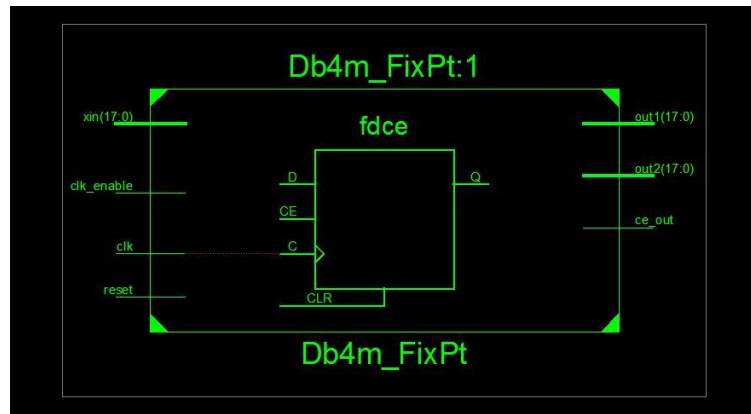 Db4m_FixPt:1
xin(17:0)
fdce
out1(17:0)
D
Q
out2(17:0)
clk_enable
CE
ce_out
clk
C
reset
CLR
Db4m_FixPt